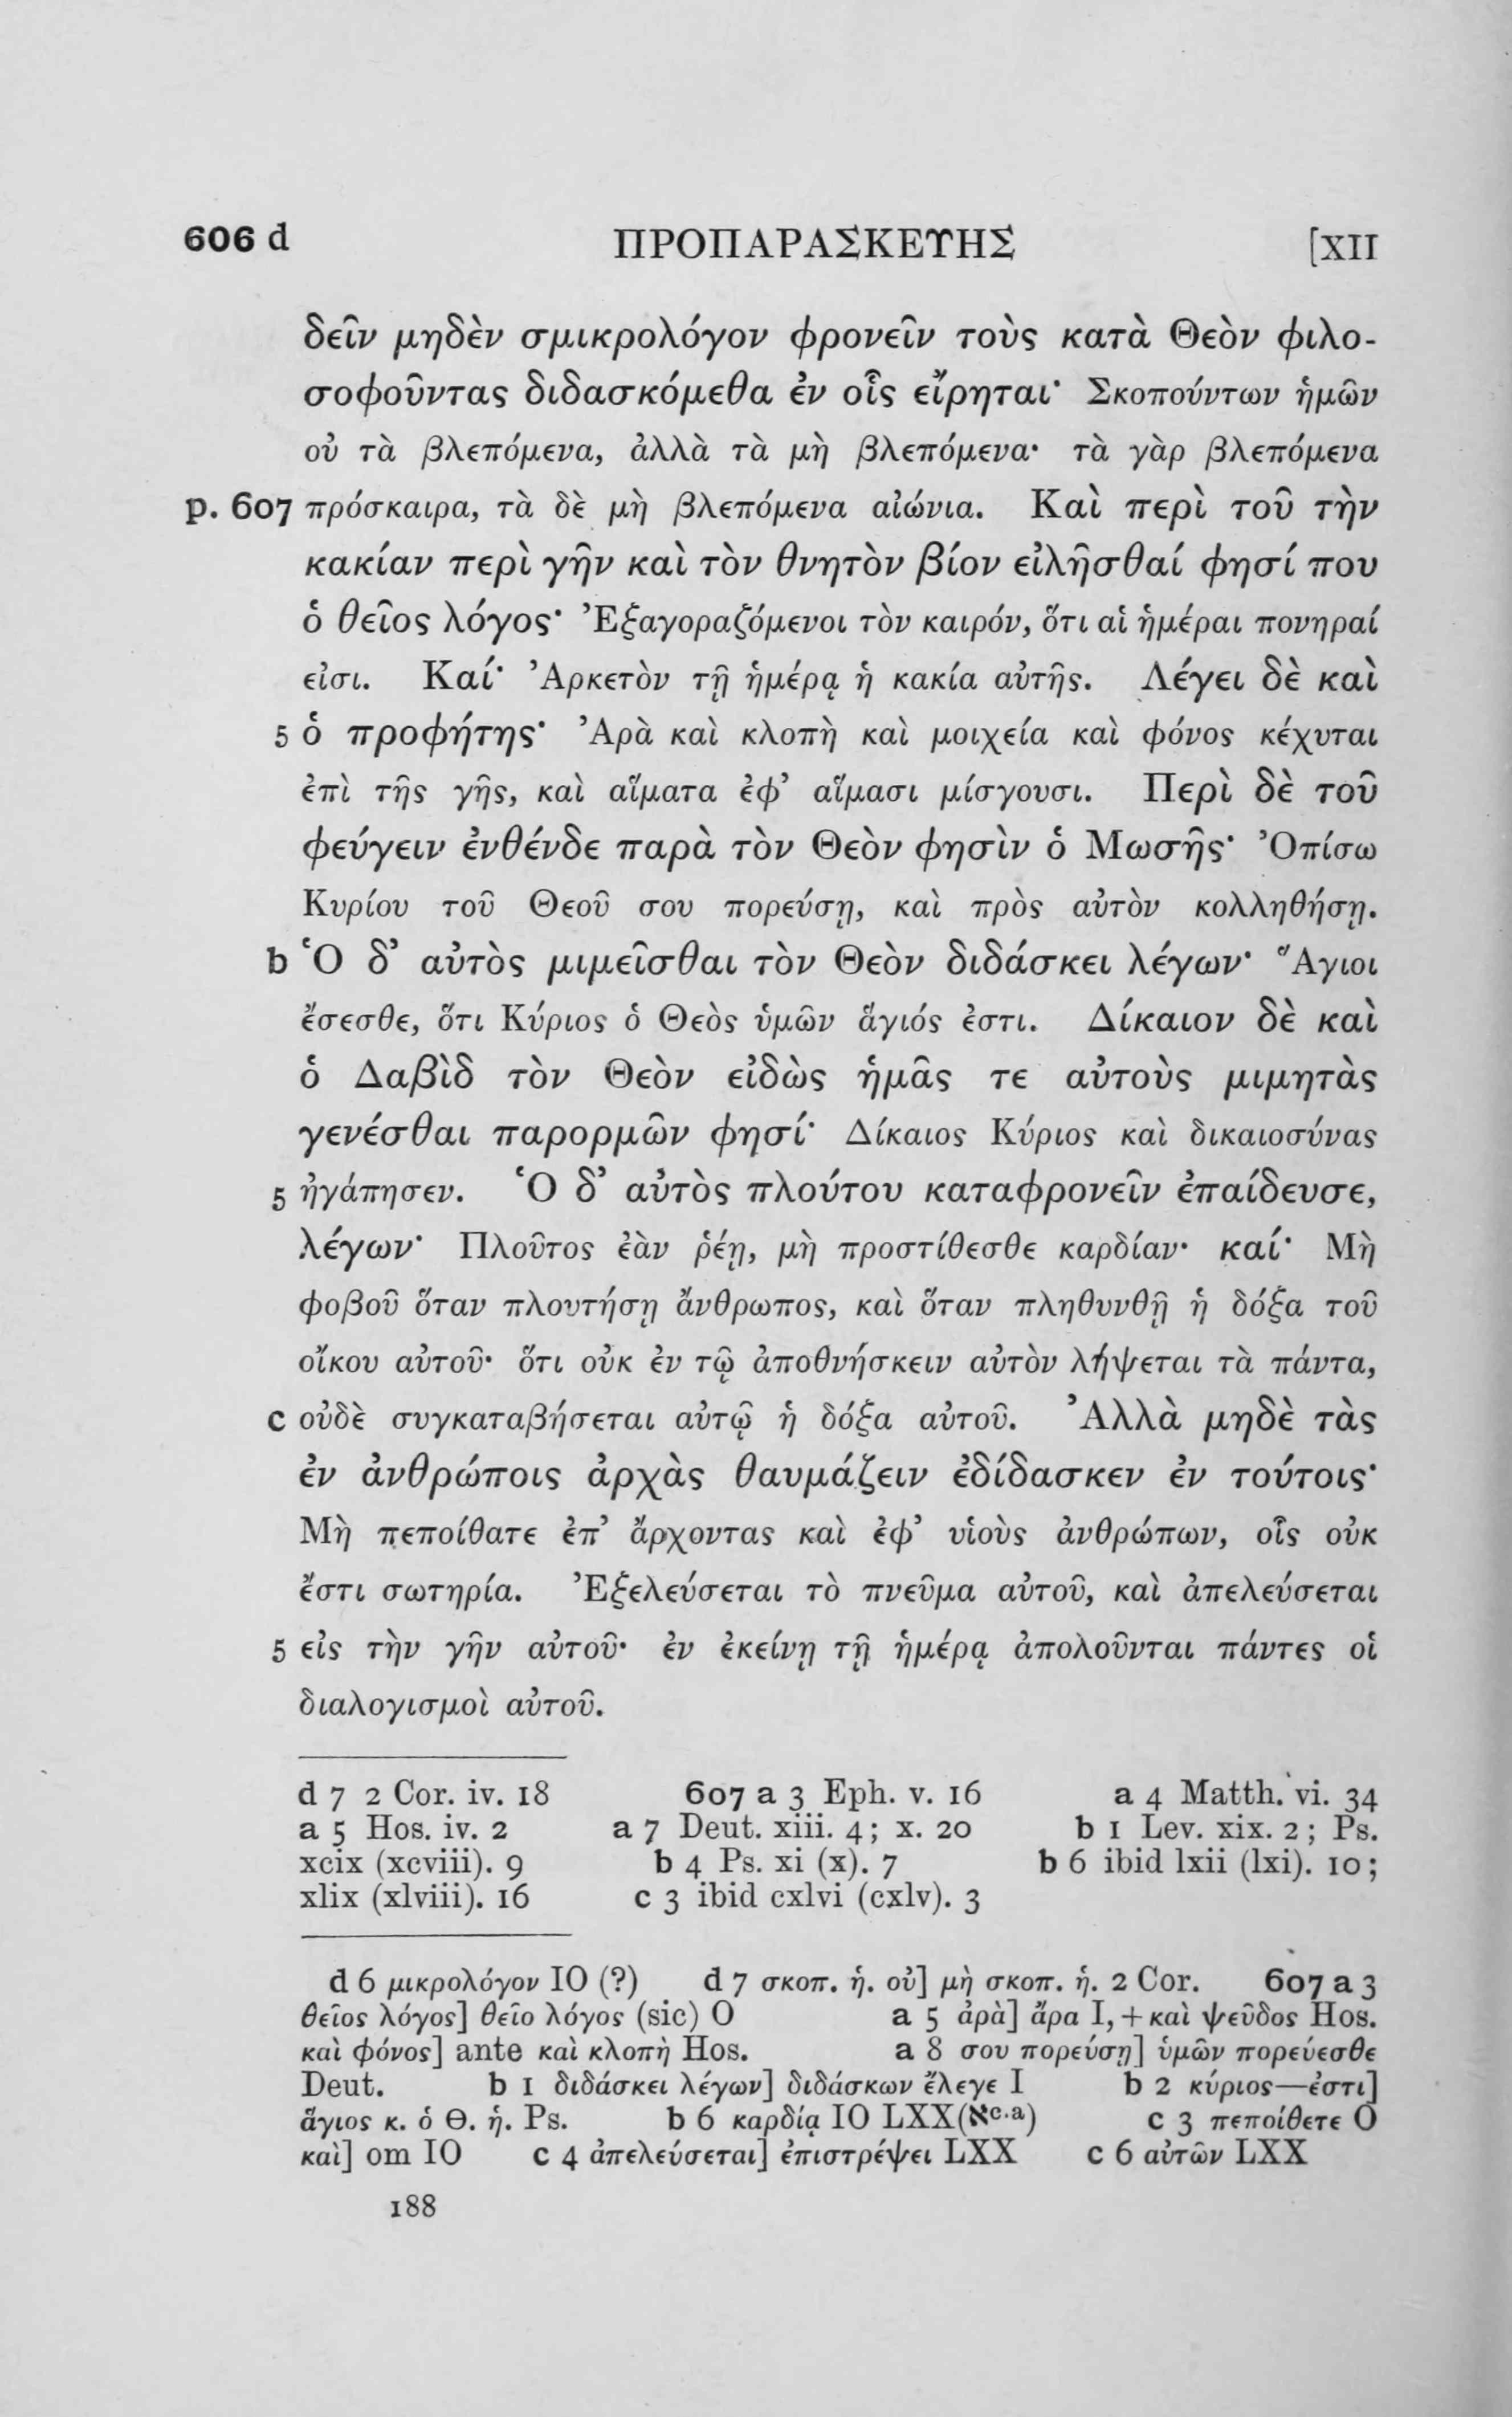 606 d ΠΡΟΠΑΡΑΣΚΕΥΗΣ [XII
δεῖν μηδὲν σμικρολόγον φρονεῖν τοὺς κατὰ Θεὸν φιλο-
σοφοῦντας διδασκόμεθα ἐν οἷς εἴρηται· Σκοπούντων ἡμῶν
οὐ τὰ βλεπόμενα, ἀλλὰ τὰ μὴ βλεπόμενα· τὰ γὰρ βλεπόμενα
p. 607 πρόσκαιρα, τὰ δὲ μὴ βλεπόμενα αἰώνια. Καὶ περὶ τοῦ τὴν
κακίαν περὶ γῆν καὶ τὸν θνητὸν βίον εἰλῆσθαί φησί που
ὁ θεῖος λόγος· Ἐξαγοραζόμενοι τὸν καιρόν, ὅτι αἱ ἡμέραι πονηραί
εἰσι. Καί· Ἀρκετὸν τῇ ἡμέρᾳ ἡ κακία αὐτῆς. Λέγει δὲ καὶ
5 ὁ προφήτης· Ἀρὰ καὶ κλοπὴ καὶ μοιχεία καὶ φόνος κέχυται
ἐπὶ τῆς γῆς, καὶ αἵματα ἐφ’ αἵμασι μίσγουσι. Περὶ δὲ τοῦ
φεύγειν ἐνθένδε παρὰ τὸν Θεὸν φησὶν ὁ Μωσῆς· Ὀπίσω
Κυρίου τοῦ Θεοῦ σου πορεύσῃ, καὶ πρὸς αὐτὸν κολληθήσῃ.
b Ὁ δ’ αὐτὸς μιμεῖσθαι τὸν Θεὸν διδάσκει λέγων· Ἅγιοι
ἔσεσθε, ὅτι Κύριος ὁ Θεὸς ὑμῶν ἅγιός ἐστι. Δίκαιον δὲ καὶ
ὁ Δαβὶδ τὸν Θεὸν εἰδὼς ἡμᾶς τε αὐτοὺς μιμητὰς
γενέσθαι παρορμῶν φησί· Δίκαιος Κύριος καὶ δικαιοσύνας
5 ἠγάπησεν. Ὁ δ’ αὐτὸς πλούτου καταφρονεῖν ἐπαίδευσε,
λέγων· Πλοῦτος ἐὰν ῥέῃ, μὴ προστίθεσθε καρδίαν· καί· Μὴ
φοβοῦ ὅταν πλουτήσῃ ἄνθρωπος, καὶ ὅταν πληθυνθῇ ἡ δόξα τοῦ
οἴκου αὐτοῦ· ὅτι οὐκ ἐν τῷ ἀποθνήσκειν αὐτὸν λήψεται τὰ πάντα,
c οὐδὲ συγκαταβήσεται αὐτῷ ἡ δόξα αὐτοῦ. Ἀλλὰ μηδὲ τὰς
ἐν ἀνθρώποις ἀρχὰς θαυμάζειν ἐδίδασκεν ἐν τούτοις·
Μὴ πεποίθατε ἐπ’ ἄρχοντας καὶ ἐφ’ υἱοὺς ἀνθρώπων, οἷς οὐκ
ἔστι σωτηρία. Ἐξελεύσεται τὸ πνεῦμα αὐτοῦ, καὶ ἀπελεύσεται
5 εἰς τὴν γῆν αὐτοῦ· ἐν ἐκείνῃ τῇ ἡμέρᾳ ἀπολοῦνται πάντες οἱ
διαλογισμοὶ αὐτοῦ.
d 7 2 Cor. iv. 18 607 a 3 Eph. v. 16 a 4 Matth. vi. 34
a 5 Hos. iv. 2 a 7 Deut. xiii. 4; x. 20 b 1 Lev. xix. 2; Ps.
xcix (xcviii). 9 b 4 Ps. xi (x). 7 b 6 ibid lxii (lxi). 10;
xlix (xlviii). 16 c 3 ibid cxlvi (cxlv). 3
d 6 μικρολόγον IO (?) d 7 σκοπ. ἡ. οὐ] μὴ σκοπ. ἡ. 2 Cor. 607 a 3
θεῖος λόγος] θεῖο λόγος (sic) O a 5 ἀρὰ] ἄρα I, + καὶ ψεῦδος Hos.
καὶ φόνος] ante καὶ κλοπὴ Hos. a 8 σου πορεύσῃ] ὑμῶν πορεύεσθε
Deut. b 1 διδάσκει λέγων] διδάσκων ἔλεγε I b 2 κύριος—ἐστι]
ἅγιος κ. ὁ Θ. ἡ. Ps. b 6 καρδίᾳ IO LXX(ℵc.a) c 3 πεποίθετε O
καὶ] om IO c 4 ἀπελεύσεται] ἐπιστρέψει LXX c 6 αὐτῶν LXX
188